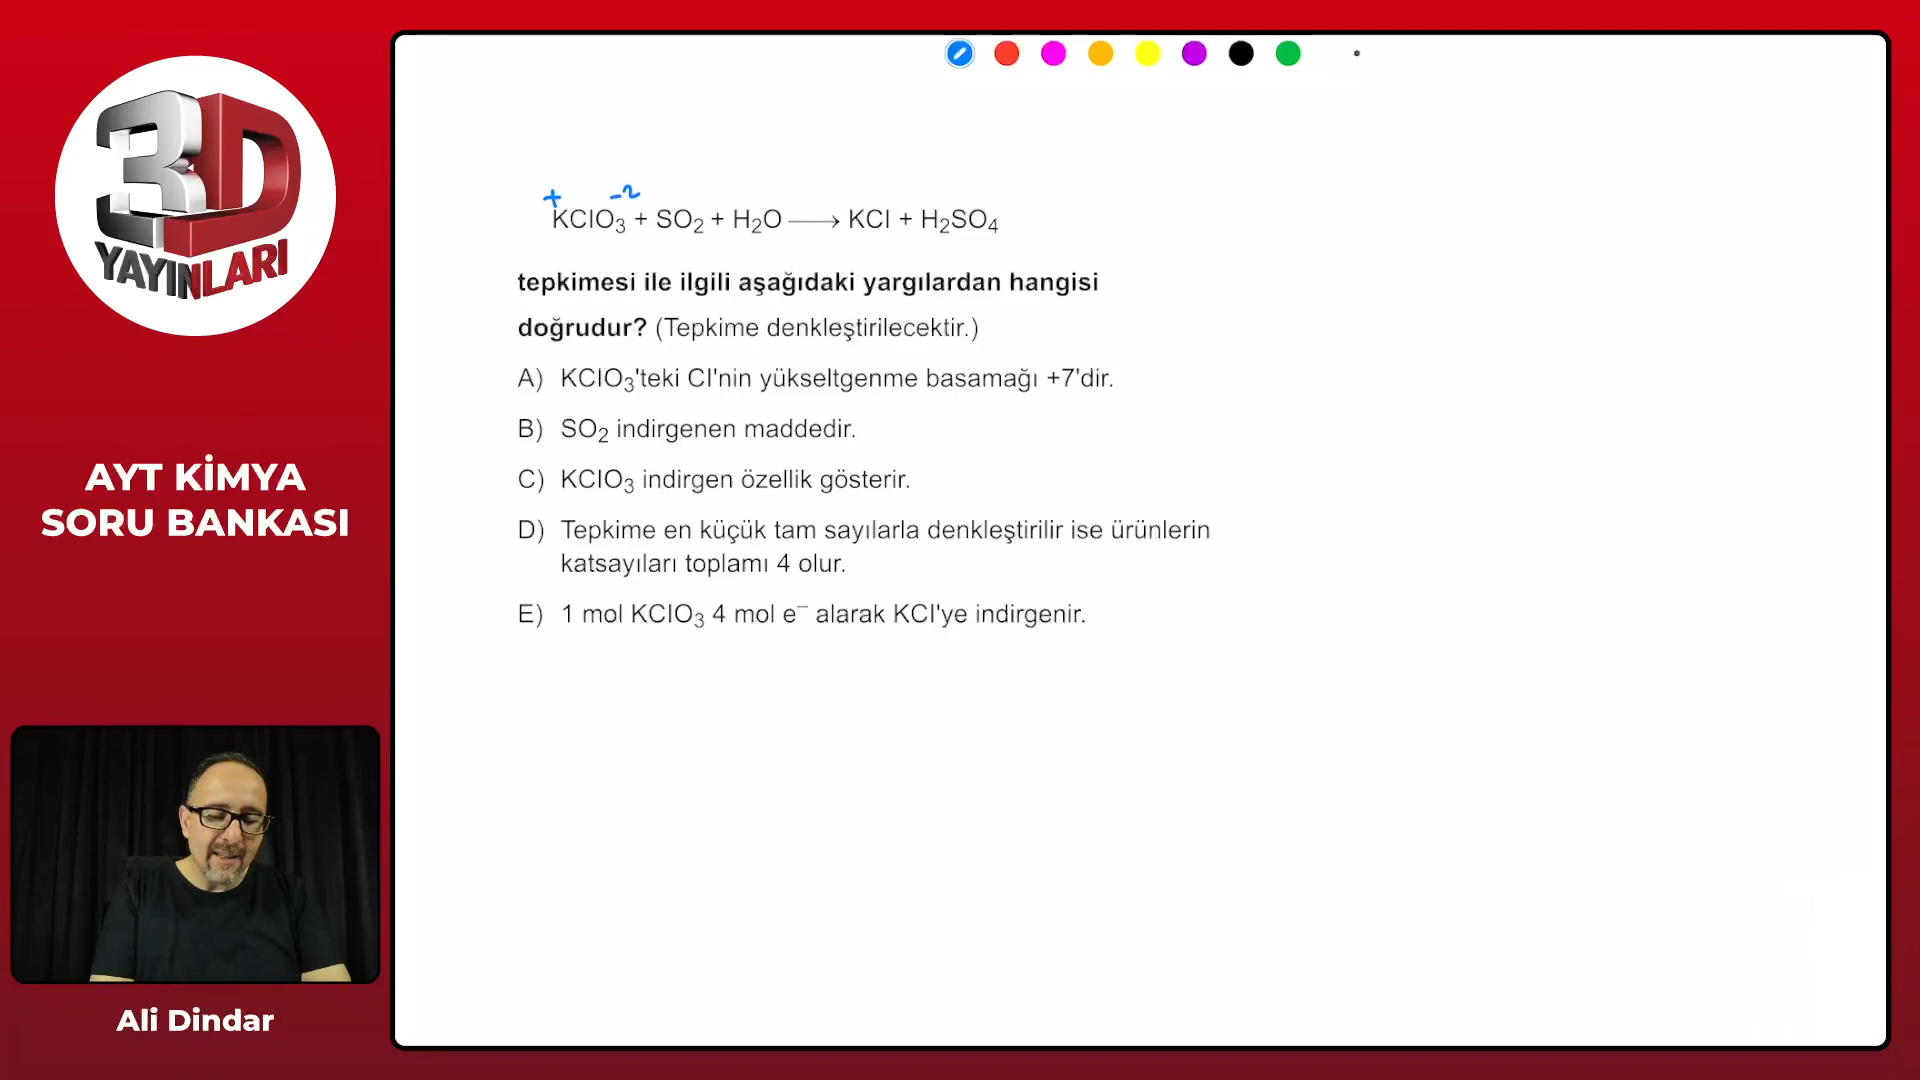 3D
YAYINLARI
AYT KİMYA
SORU BANKASI
Ali Dindar
+ -2
KClO₃ + SO₂ + H₂O ⟶ KCl + H₂SO₄
tepkimesi ile ilgili aşağıdaki yargılardan hangisi
doğrudur? (Tepkime denkleştirilecektir.)
A) KClO₃'teki Cl'nin yükseltgenme basamağı +7'dir.
B) SO₂ indirgenen maddedir.
C) KClO₃ indirgen özellik gösterir.
D) Tepkime en küçük tam sayılarla denkleştirilir ise ürünlerin
katsayıları toplamı 4 olur.
E) 1 mol KClO₃ 4 mol e⁻ alarak KCl'ye indirgenir.